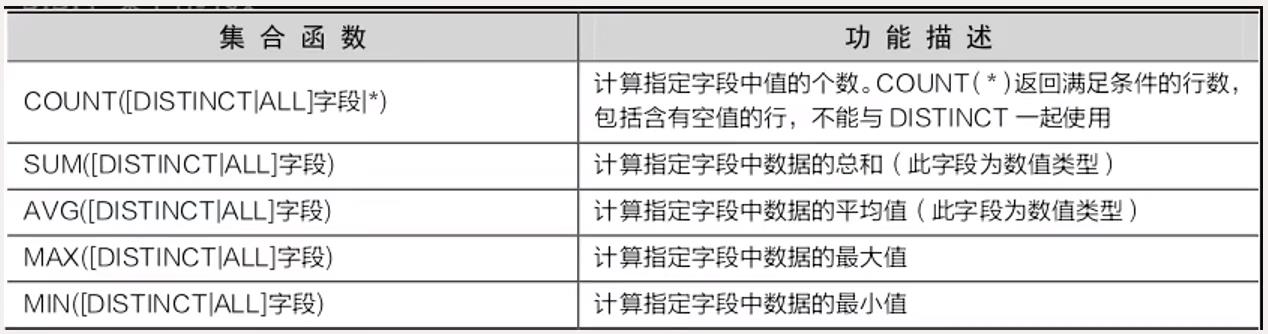 集合函数
功能描述
COUNT([DISTINCT|ALL]字段|*)
计算指定字段中值的个数。COUNT(*)返回满足条件的行数，
包括含有空值的行，不能与 DISTINCT 一起使用
SUM([DISTINCT|ALL]字段)
计算指定字段中数据的总和（此字段为数值类型）
AVG([DISTINCT|ALL]字段)
计算指定字段中数据的平均值（此字段为数值类型）
MAX([DISTINCT|ALL]字段)
计算指定字段中数据的最大值
MIN([DISTINCT|ALL]字段)
计算指定字段中数据的最小值